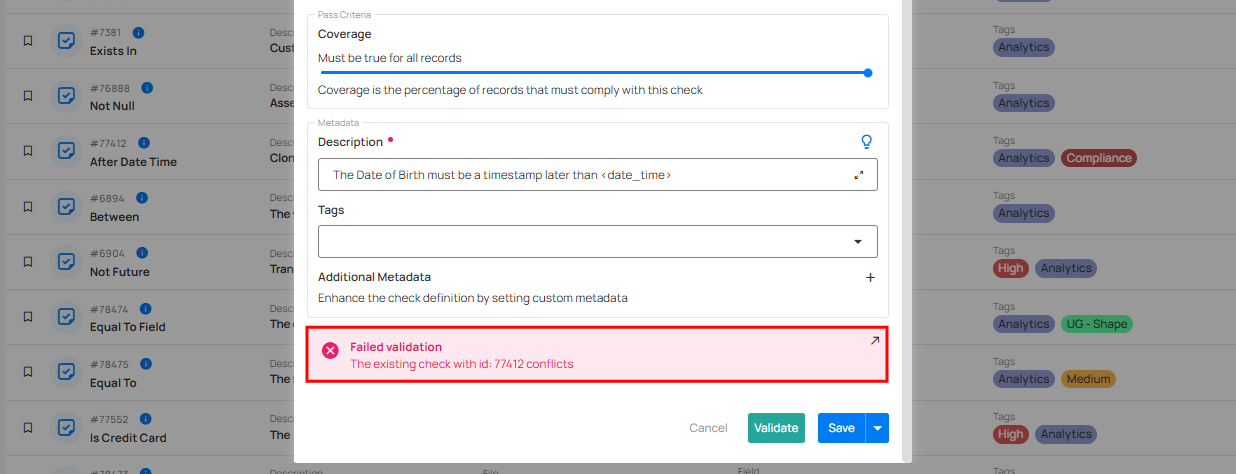 #7381
Exists In
Desc
Cust
#76888
Not Null
Desc
Asse
#77412
After Date Time
Desc
Clon
#6894
Between
Desc
The
#6904
Not Future
Desc
Tran
#78474
Equal To Field
Desc
The
#78475
Equal To
Desc
The
#77552
Is Credit Card
Desc
The
#78473
Description
File
Field
Pass Criteria
Coverage
Must be true for all records
Coverage is the percentage of records that must comply with this check
Metadata
Description
The Date of Birth must be a timestamp later than <date_time>
Tags
Additional Metadata
+
Enhance the check definition by setting custom metadata
Failed validation
The existing check with id: 77412 conflicts
Cancel
Validate
Save
Tags
Analytics
Tags
Analytics
Tags
Analytics Compliance
Tags
Analytics
Tags
High Analytics
Tags
Analytics UG - Shape
Tags
Analytics Medium
Tags
High Analytics